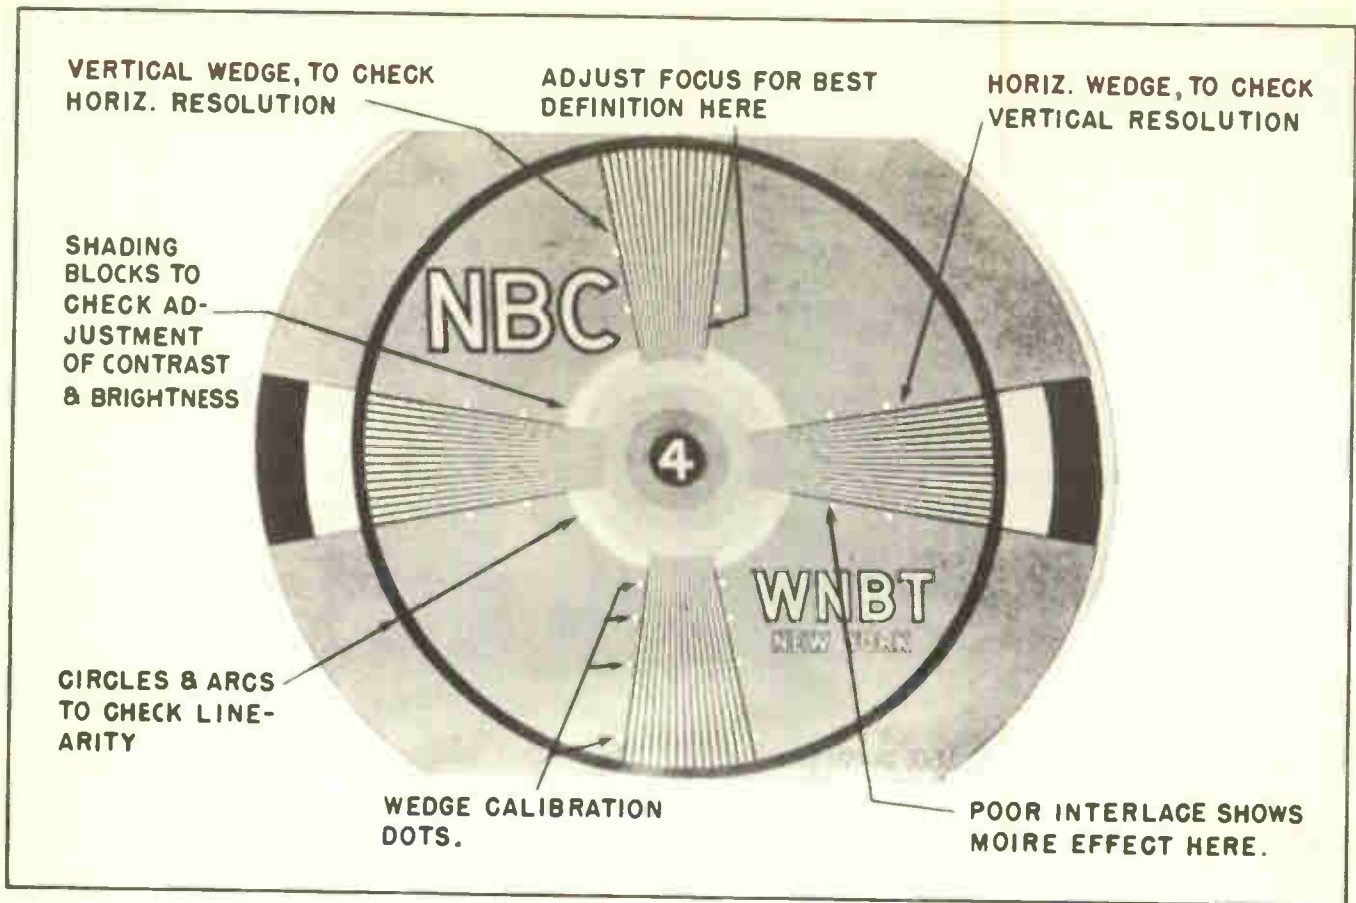 VERTICAL WEDGE, TO CHECK
HORIZ. RESOLUTION
ADJUST FOCUS FOR BEST
DEFINITION HERE
HORIZ. WEDGE, TO CHECK
VERTICAL RESOLUTION
SHADING
BLOCKS TO
CHECK AD-
JUSTMENT
OF CONTRAST
& BRIGHTNESS
NBC
4
WNBT
NEW YORK
CIRCLES & ARCS
TO CHECK LINE-
ARITY
WEDGE CALIBRATION
DOTS.
POOR INTERLACE SHOWS
MOIRE EFFECT HERE.